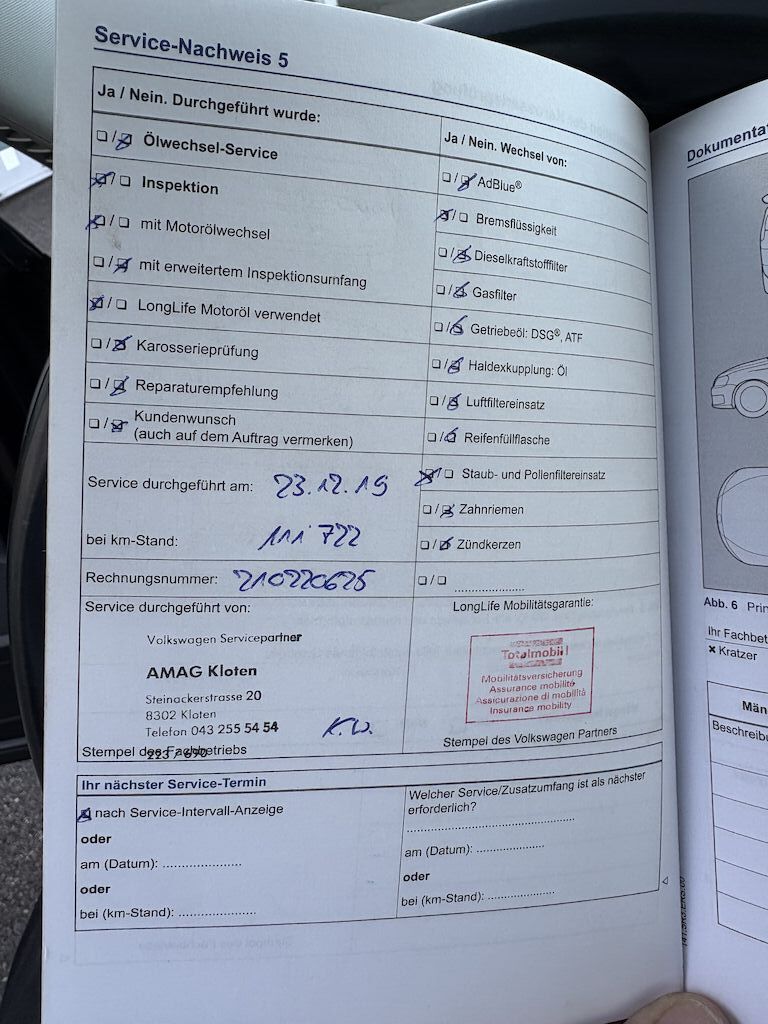 Service-Nachweis 5
Ja / Nein. Durchgeführt wurde:
Ölwechsel-Service
Inspektion
mit Motorölwechsel
mit erweitertem Inspektionsumfang
LongLife Motoröl verwendet
Karosserieprüfung
Reparaturempfehlung
Kundenwunsch
(auch auf dem Auftrag vermerken)
Service durchgeführt am: 23.12.19
bei km-Stand: 111'722
Rechnungsnummer: 210220625
Service durchgeführt von:
Volkswagen Servicepartner
AMAG Kloten
Steinackerstrasse 20
8302 Kloten
Telefon 043 255 54 54
K.W.
Stempel des Fachbetriebs
Ja / Nein. Wechsel von:
AdBlue®
Bremsflüssigkeit
Dieselkraftstofffilter
Gasfilter
Getriebeöl: DSG®, ATF
Haldexkupplung: Öl
Luftfiltereinsatz
Reifenfüllflasche
Staub- und Pollenfiltereinsatz
Zahnriemen
Zündkerzen
LongLife Mobilitätsgarantie:
Totalmobil!
Mobilitätsversicherung
Assurance mobilité
Assicurazione di mobilità
Insurance mobility
Stempel des Volkswagen Partners
Ihr nächster Service-Termin
nach Service-Intervall-Anzeige
oder
am (Datum): ....................
oder
bei (km-Stand): ....................
Welcher Service/Zusatzumfang ist als nächster
erforderlich?
am (Datum): ..................
oder
bei (km-Stand): ..................
Abb. 6
Ihr
✖ Kratzer